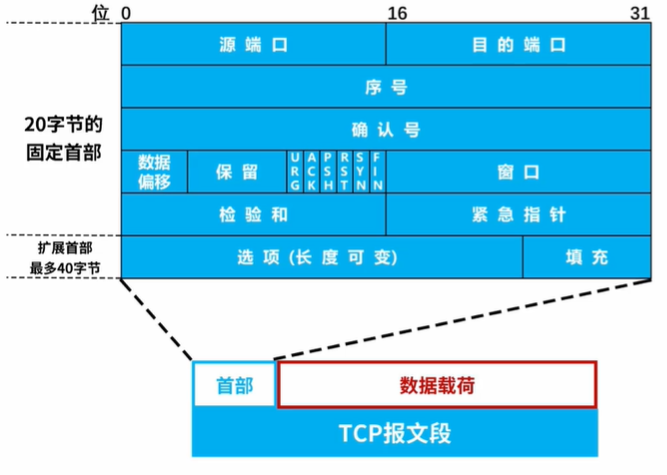 位 0 16 31
源 端 口 目 的 端 口
序 号
20字节的
固定首部
确 认 号
数据
偏移
保 留
URG ACK PSH RST SYN FIN
窗 口
检 验 和 紧 急 指 针
扩展首部
最多40字节
选 项 (长 度 可 变) 填 充
首部 数据载荷
TCP报文段